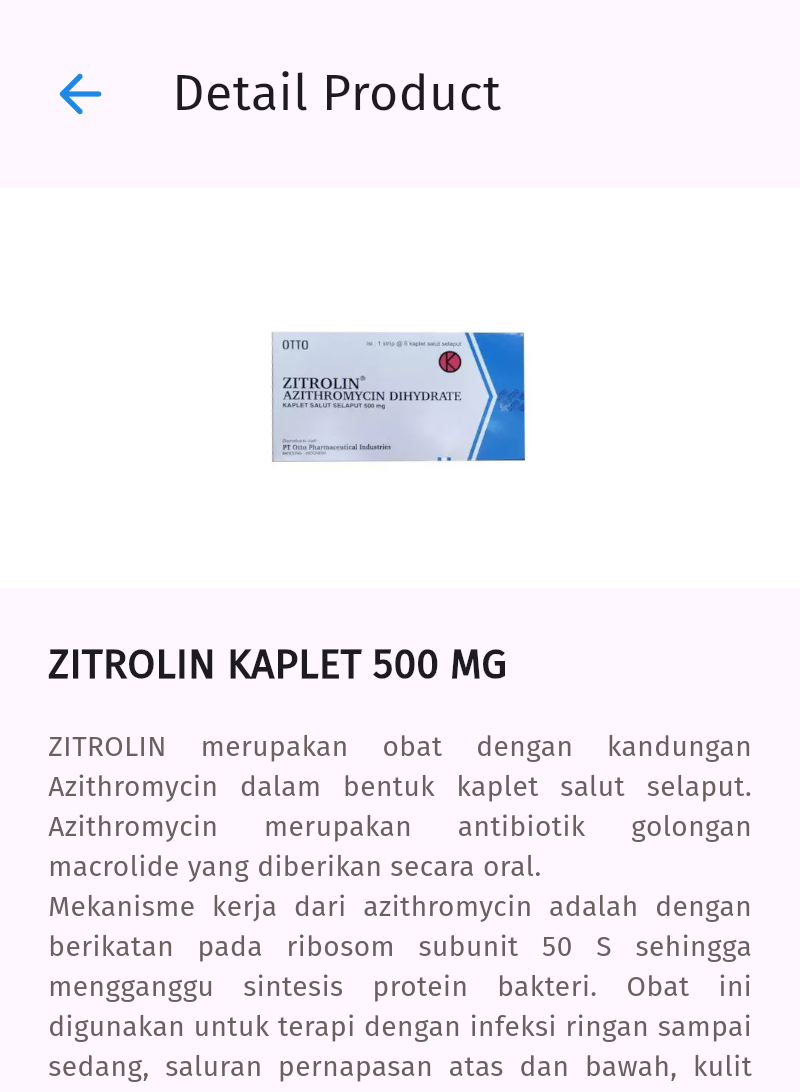 Detail Product
OTTO
Isi : 1 strip @ 6 kaplet salut selaput
K
ZITROLIN®
AZITHROMYCIN DIHYDRATE
KAPLET SALUT SELAPUT 500 mg
PT Otto Pharmaceutical Industries
ZITROLIN KAPLET 500 MG
ZITROLIN merupakan obat dengan kandungan
Azithromycin dalam bentuk kaplet salut selaput.
Azithromycin merupakan antibiotik golongan
macrolide yang diberikan secara oral.
Mekanisme kerja dari azithromycin adalah dengan
berikatan pada ribosom subunit 50 S sehingga
mengganggu sintesis protein bakteri. Obat ini
digunakan untuk terapi dengan infeksi ringan sampai
sedang, saluran pernapasan atas dan bawah, kulit